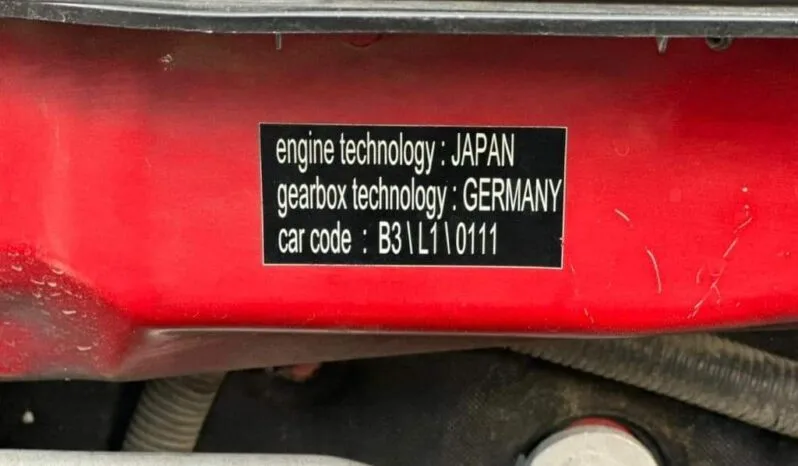 engine technology : JAPAN
gearbox technology : GERMANY
car code : B3\L1\0111